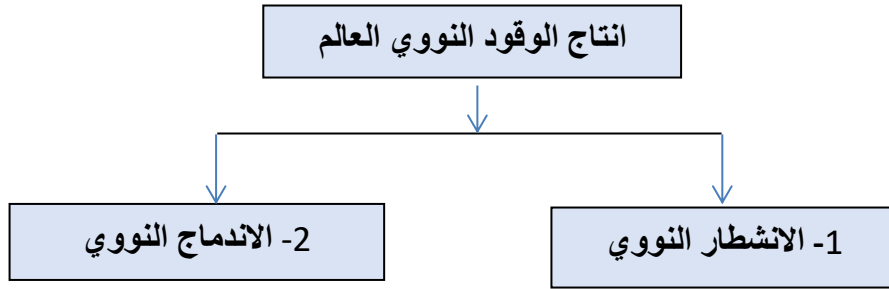 انتاج الوقود النووي العالم
1- الانشطار النووي
2- الاندماج النووي